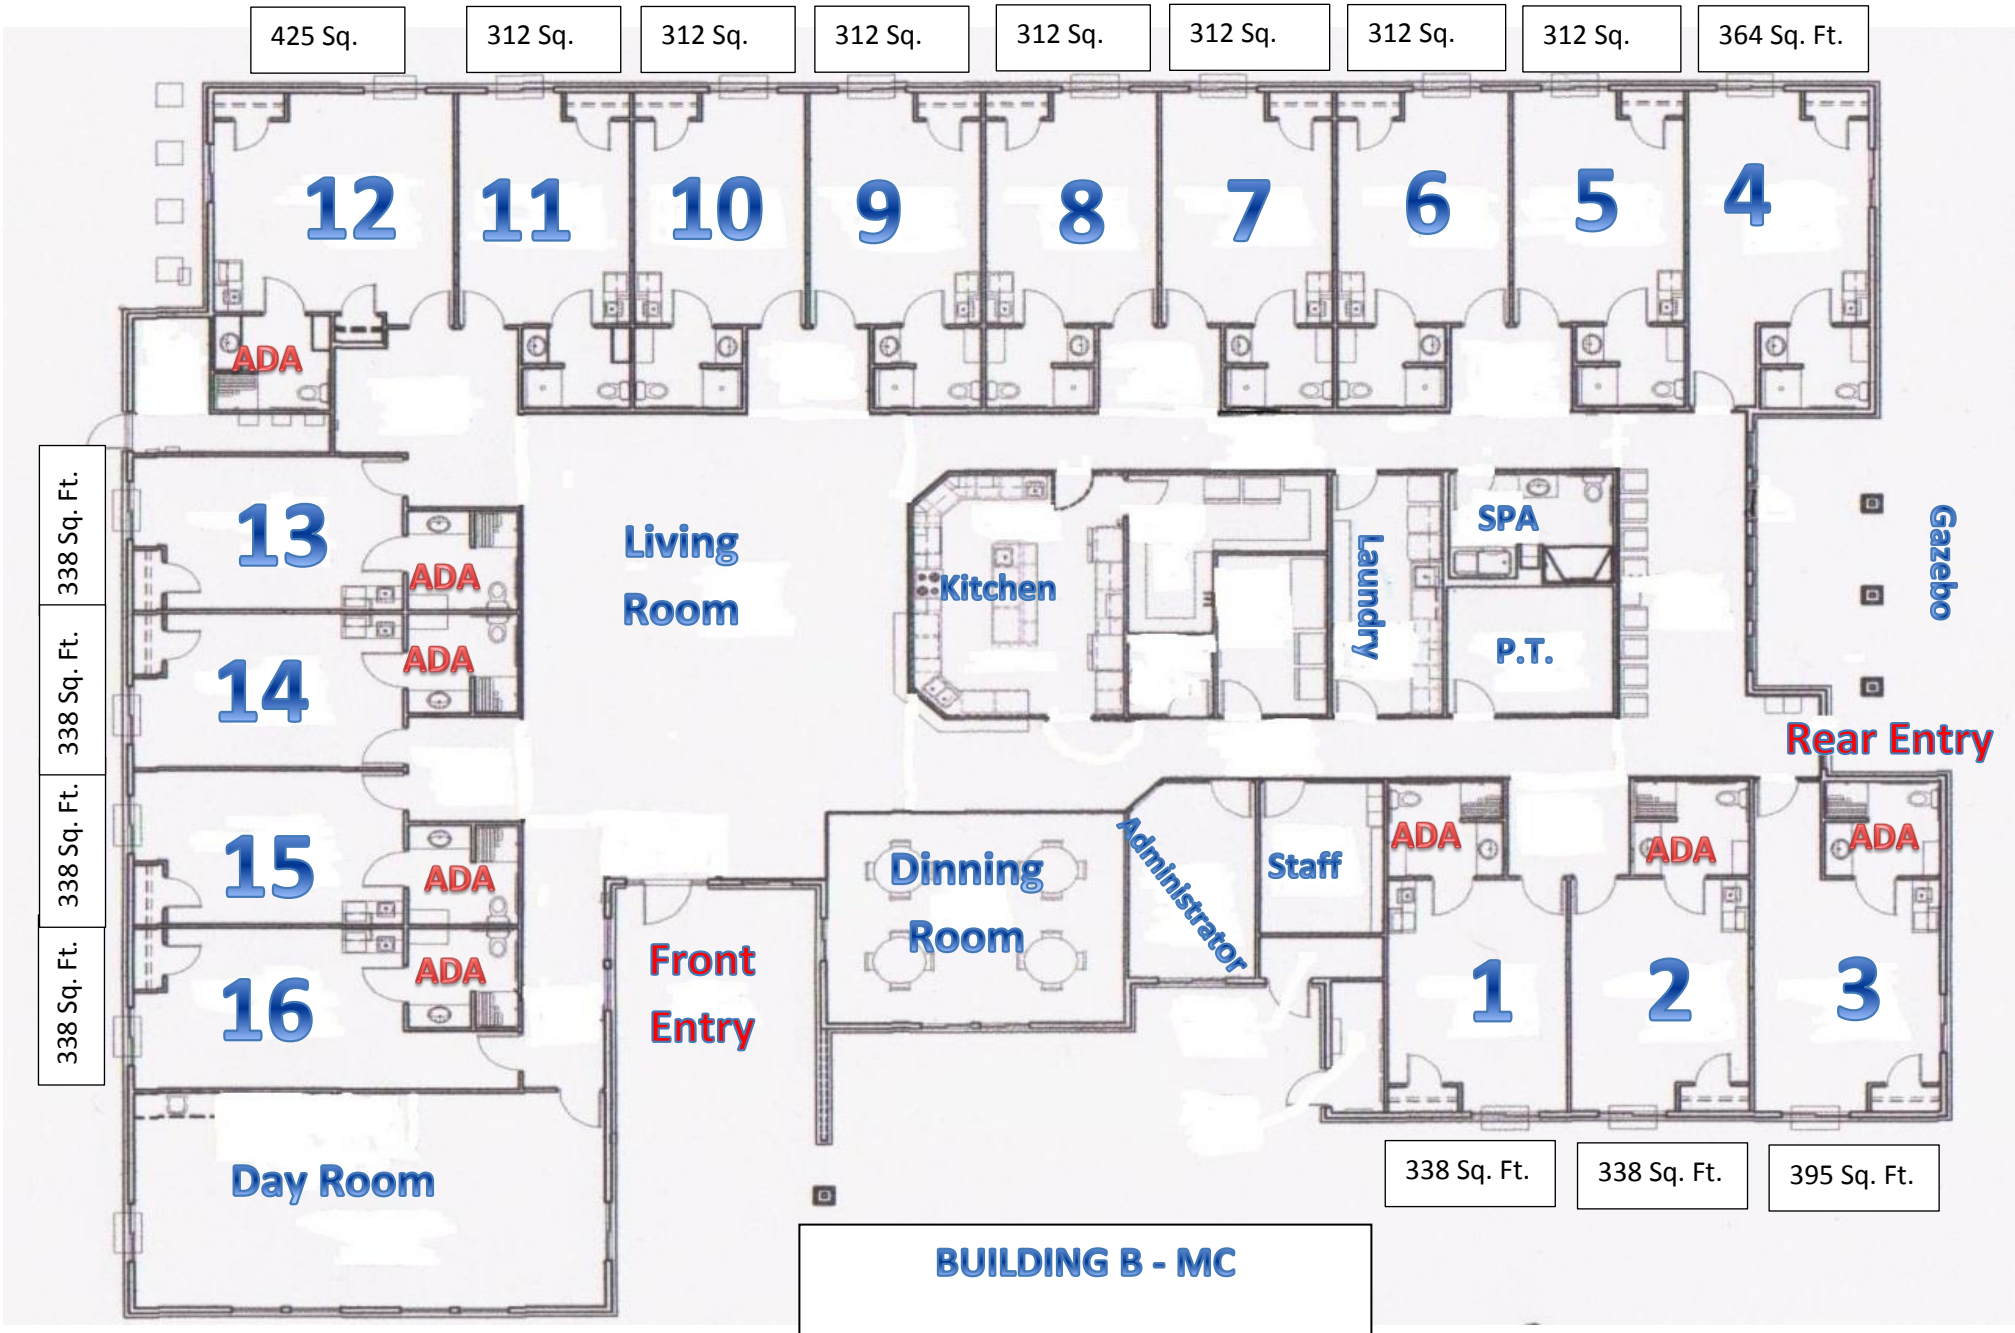 425 Sq.
312 Sq.
312 Sq.
312 Sq.
312 Sq.
312 Sq.
312 Sq.
312 Sq.
364 Sq. Ft.
12
11
10
9
8
7
6
5
4
ADA
338 Sq. Ft.
13
ADA
338 Sq. Ft.
14
ADA
338 Sq. Ft.
15
ADA
338 Sq. Ft.
16
ADA
Living
Room
Kitchen
Laundry
SPA
P.T.
Gazebo
Rear Entry
Front
Entry
Dinning
Room
Administrator
Staff
ADA
ADA
ADA
1
2
3
Day Room
338 Sq. Ft.
338 Sq. Ft.
395 Sq. Ft.
BUILDING B - MC